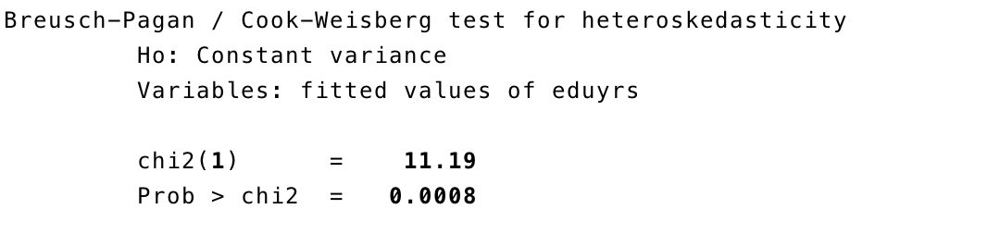 Breusch-Pagan / Cook-Weisberg test for heteroskedasticity
Ho: Constant variance
Variables: fitted values of eduyrs
chi2(1) = 11.19
Prob > chi2 = 0.0008